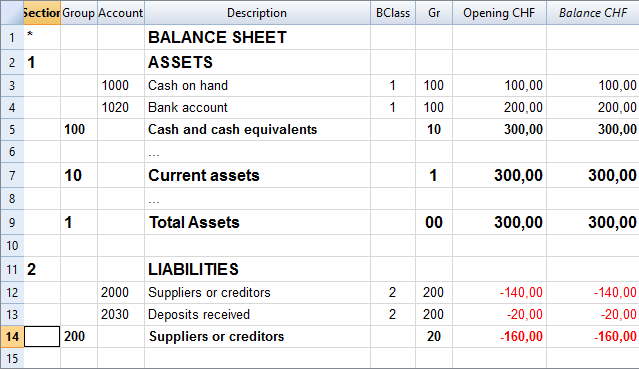 Section Group Account Description BClass Gr Opening CHF Balance CHF
1 * BALANCE SHEET
2 1 ASSETS
3 1000 Cash on hand 1 100 100,00 100,00
4 1020 Bank account 1 100 200,00 200,00
5 100 Cash and cash equivalents 10 300,00 300,00
6 ...
7 10 Current assets 1 300,00 300,00
8 ...
9 1 Total Assets 00 300,00 300,00
10
11 2 LIABILITIES
12 2000 Suppliers or creditors 2 200 -140,00 -140,00
13 2030 Deposits received 2 200 -20,00 -20,00
14 200 Suppliers or creditors 20 -160,00 -160,00
15